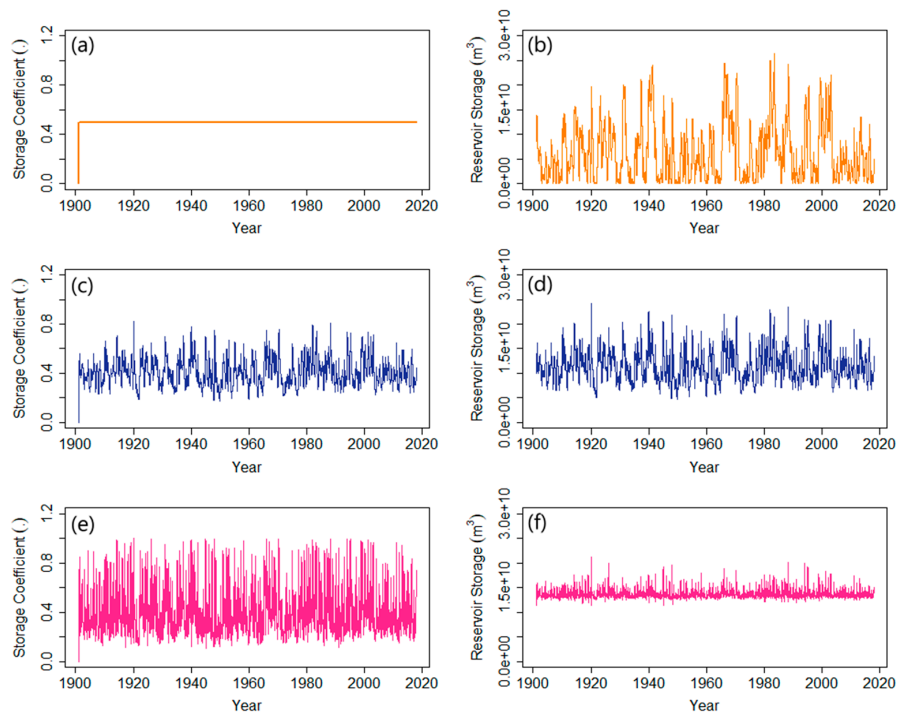 (a)
Storage Coefficient (.)
1.2
0.8
0.4
0.0
1900 1920 1940 1960 1980 2000 2020
Year
(b)
Reservoir Storage (m³)
3.0e+10
1.5e+10
0.0e+00
1900 1920 1940 1960 1980 2000 2020
Year
(c)
Storage Coefficient (.)
1.2
0.8
0.4
0.0
1900 1920 1940 1960 1980 2000 2020
Year
(d)
Reservoir Storage (m³)
3.0e+10
1.5e+10
0.0e+00
1900 1920 1940 1960 1980 2000 2020
Year
(e)
Storage Coefficient (.)
1.2
0.8
0.4
0.0
1900 1920 1940 1960 1980 2000 2020
Year
(f)
Reservoir Storage (m³)
3.0e+10
1.5e+10
0.0e+00
1900 1920 1940 1960 1980 2000 2020
Year